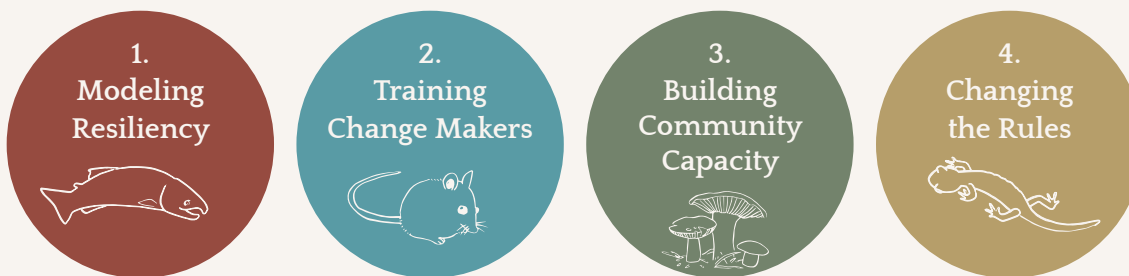 1.
Modeling
Resiliency
2.
Training
Change Makers
3.
Building
Community
Capacity
4.
Changing
the Rules